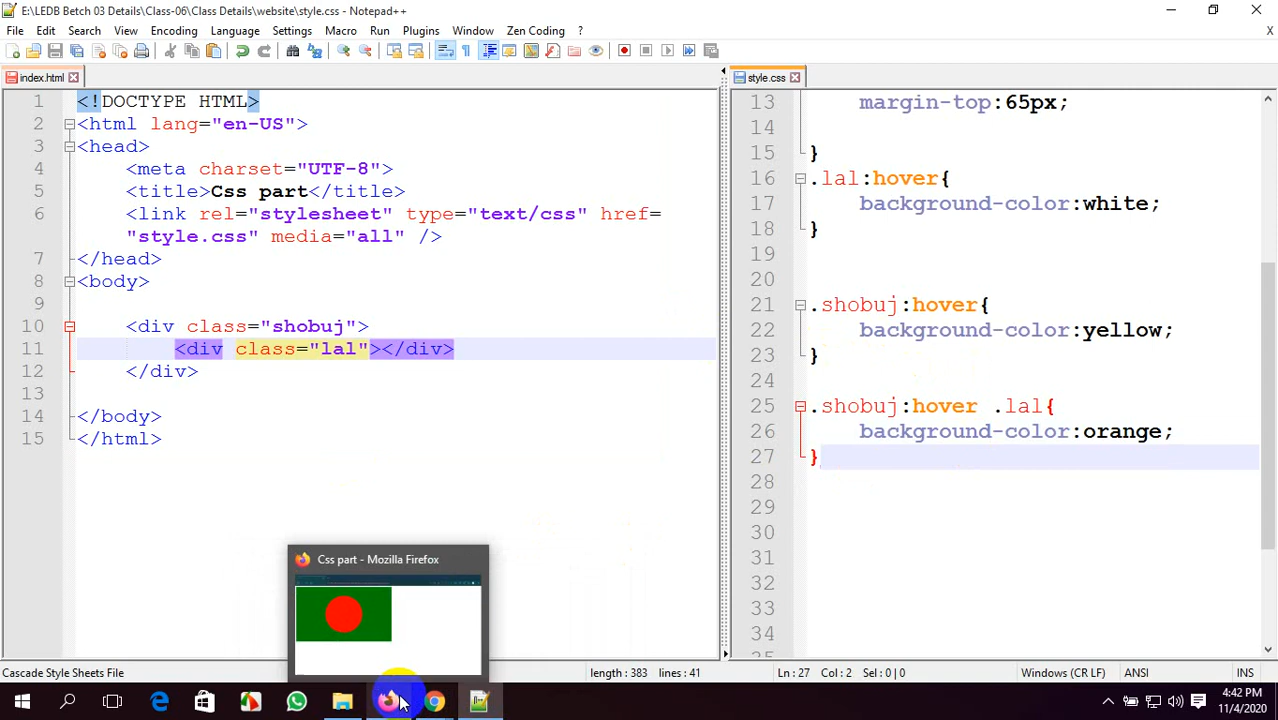 E:\LEDB Betch 03 Details\Class-06\Class Details\website\style.css - Notepad++
File Edit Search View Encoding Language Settings Macro Run Plugins Window Zen Coding ? X
index.html
style.css
1 <!DOCTYPE HTML>
2 <html lang="en-US">
3 <head>
4 <meta charset="UTF-8">
5 <title>Css part</title>
6 <link rel="stylesheet" type="text/css" href=
"style.css" media="all" />
7 </head>
8 <body>
9
10 <div class="shobuj">
11 <div class="lal"></div>
12 </div>
13
14 </body>
15 </html>
13 margin-top:65px;
14
15 }
16 .lal:hover{
17 background-color:white;
18 }
19
20
21 .shobuj:hover{
22 background-color:yellow;
23 }
24
25 .shobuj:hover .lal{
26 background-color:orange;
27 }
28
29
30
31
32
33
34
Css part - Mozilla Firefox
Cascade Style Sheets File length : 383 lines : 41 Ln : 27 Col : 2 Sel : 0 | 0 Windows (CR LF) ANSI INS
4:42 PM
11/4/2020